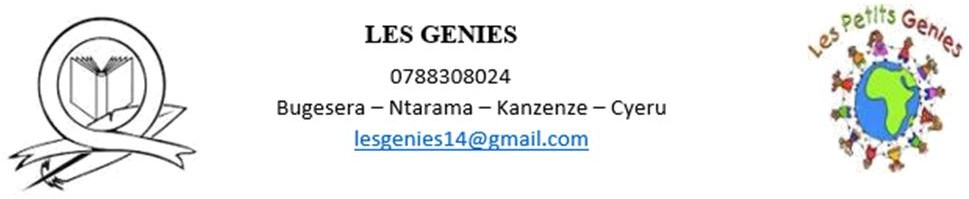 LES GENIES
0788308024
Bugesera – Ntarama – Kanzenze – Cyeru
lesgenies14@gmail.com
Les Petits Genies